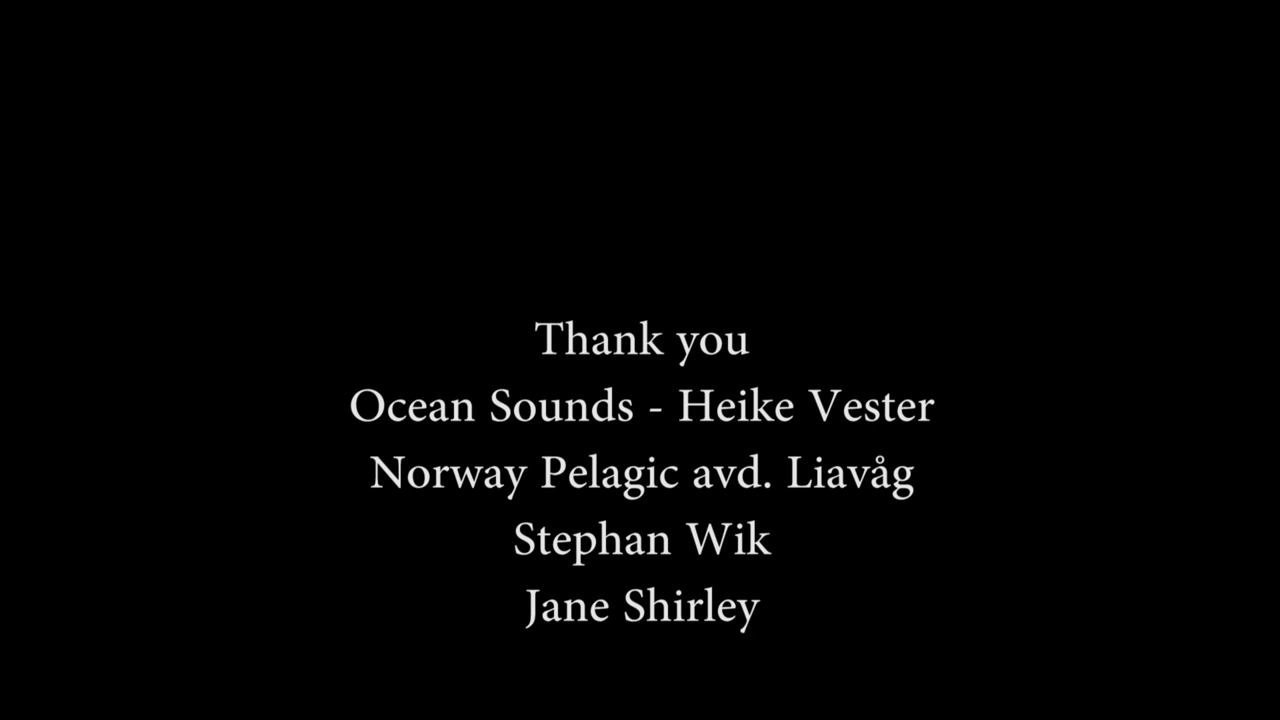 Thank you
Ocean Sounds - Heike Vester
Norway Pelagic avd. Liavåg
Stephan Wik
Jane Shirley